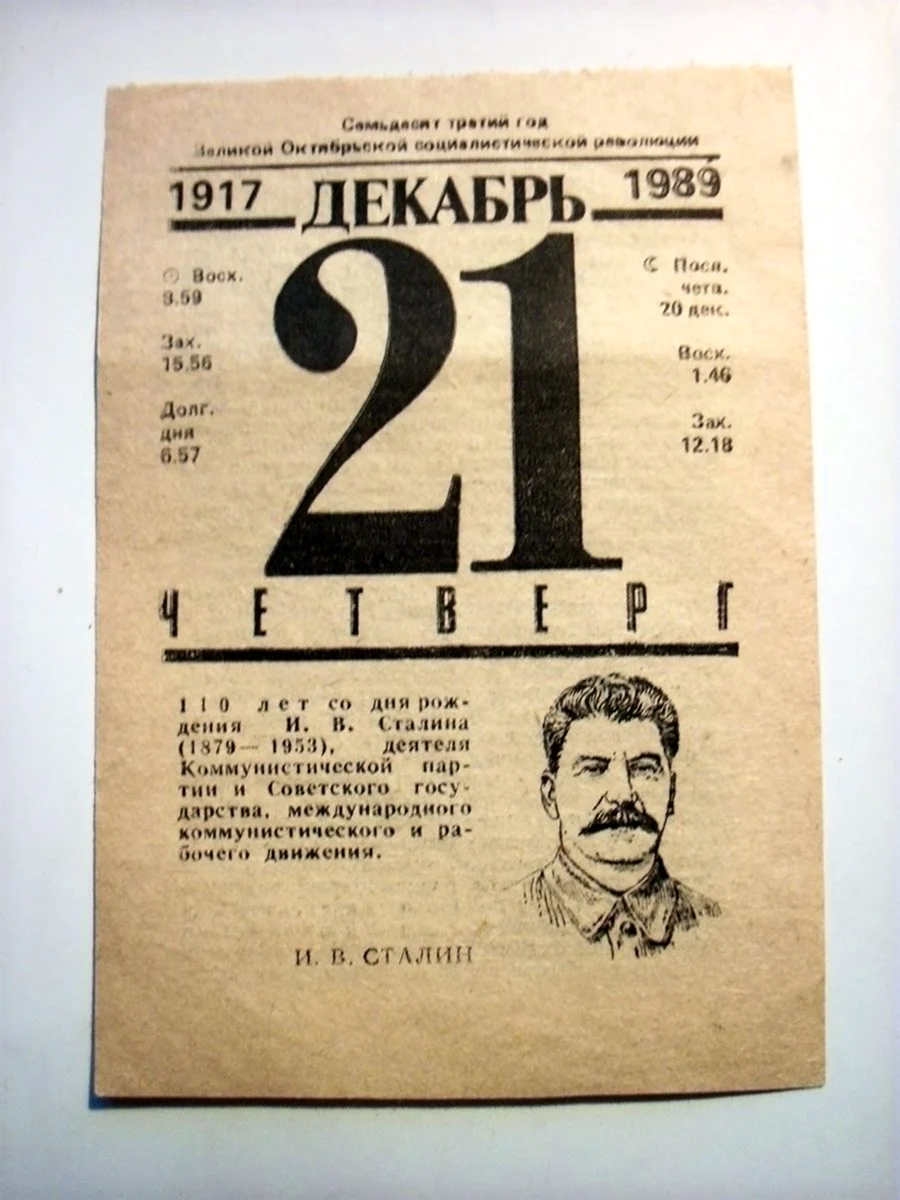 Семьдесят третий год
Великой Октябрьской социалистической революции
1917 ДЕКАБРЬ 1989
21
Восх.
8.59
Зах.
15.56
Долг.
дня
6.57
Посл.
четв.
20 дек.
Восх.
1.46
Зах.
12.18
ЧЕТВЕРГ
110 лет со дня рож-
дения И. В. Сталина
(1879— 1953), деятеля
Коммунистической пар-
тии и Советского госу-
дарства, международного
коммунистического и ра-
бочего движения.
И. В. СТАЛИН